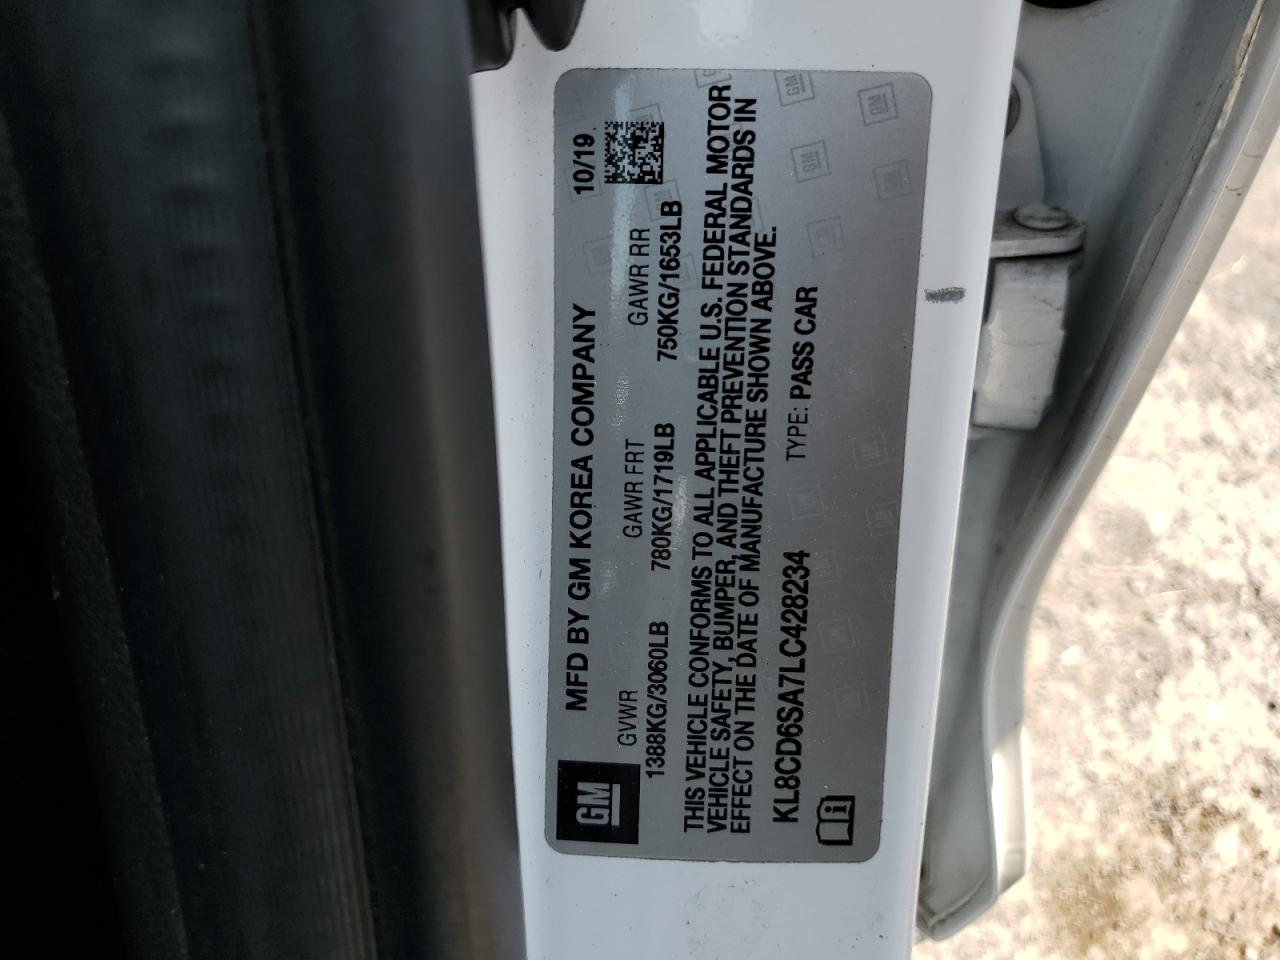 GM
MFD BY GM KOREA COMPANY 10/19
GVWR GAWR FRT GAWR RR
1388KG/3060LB 780KG/1719LB 750KG/1653LB
THIS VEHICLE CONFORMS TO ALL APPLICABLE U.S. FEDERAL MOTOR
VEHICLE SAFETY, BUMPER, AND THEFT PREVENTION STANDARDS IN
EFFECT ON THE DATE OF MANUFACTURE SHOWN ABOVE.
KL8CD6SA7LC428234 TYPE: PASS CAR